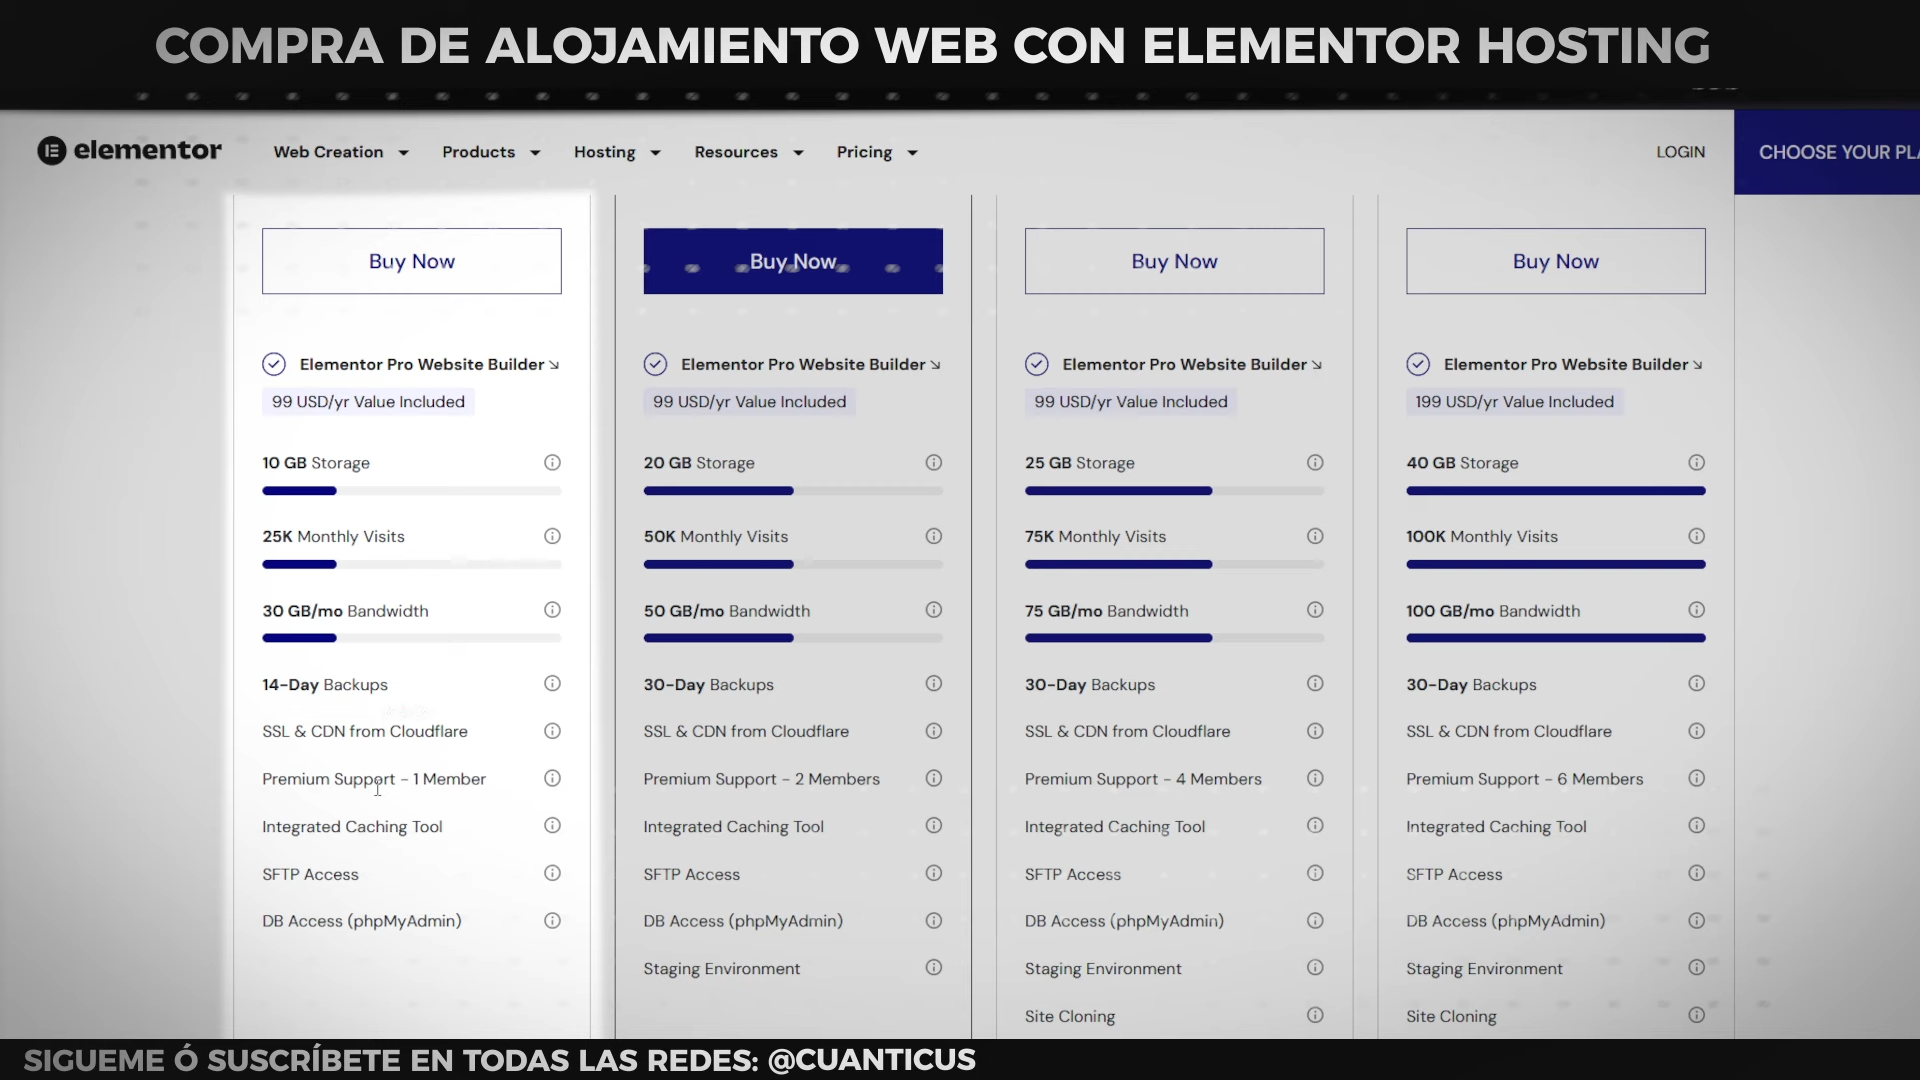 COMPRA DE ALOJAMIENTO WEB CON ELEMENTOR HOSTING
elementor
Web Creation
Products
Hosting
Resources
Pricing
LOGIN
CHOOSE YOUR PLA
Buy Now
Elementor Pro Website Builder
99 USD/yr Value Included
10 GB Storage
25K Monthly Visits
30 GB/mo Bandwidth
14-Day Backups
SSL & CDN from Cloudflare
Premium Support - 1 Member
Integrated Caching Tool
SFTP Access
DB Access (phpMyAdmin)
Buy Now
Elementor Pro Website Builder
99 USD/yr Value Included
20 GB Storage
50K Monthly Visits
50 GB/mo Bandwidth
30-Day Backups
SSL & CDN from Cloudflare
Premium Support - 2 Members
Integrated Caching Tool
SFTP Access
DB Access (phpMyAdmin)
Staging Environment
Buy Now
Elementor Pro Website Builder
99 USD/yr Value Included
25 GB Storage
75K Monthly Visits
75 GB/mo Bandwidth
30-Day Backups
SSL & CDN from Cloudflare
Premium Support - 4 Members
Integrated Caching Tool
SFTP Access
DB Access (phpMyAdmin)
Staging Environment
Site Cloning
Buy Now
Elementor Pro Website Builder
199 USD/yr Value Included
40 GB Storage
100K Monthly Visits
100 GB/mo Bandwidth
30-Day Backups
SSL & CDN from Cloudflare
Premium Support - 6 Members
Integrated Caching Tool
SFTP Access
DB Access (phpMyAdmin)
Staging Environment
Site Cloning
SIGUEME Ó SUSCRÍBETE EN TODAS LAS REDES: @CUANTICUS